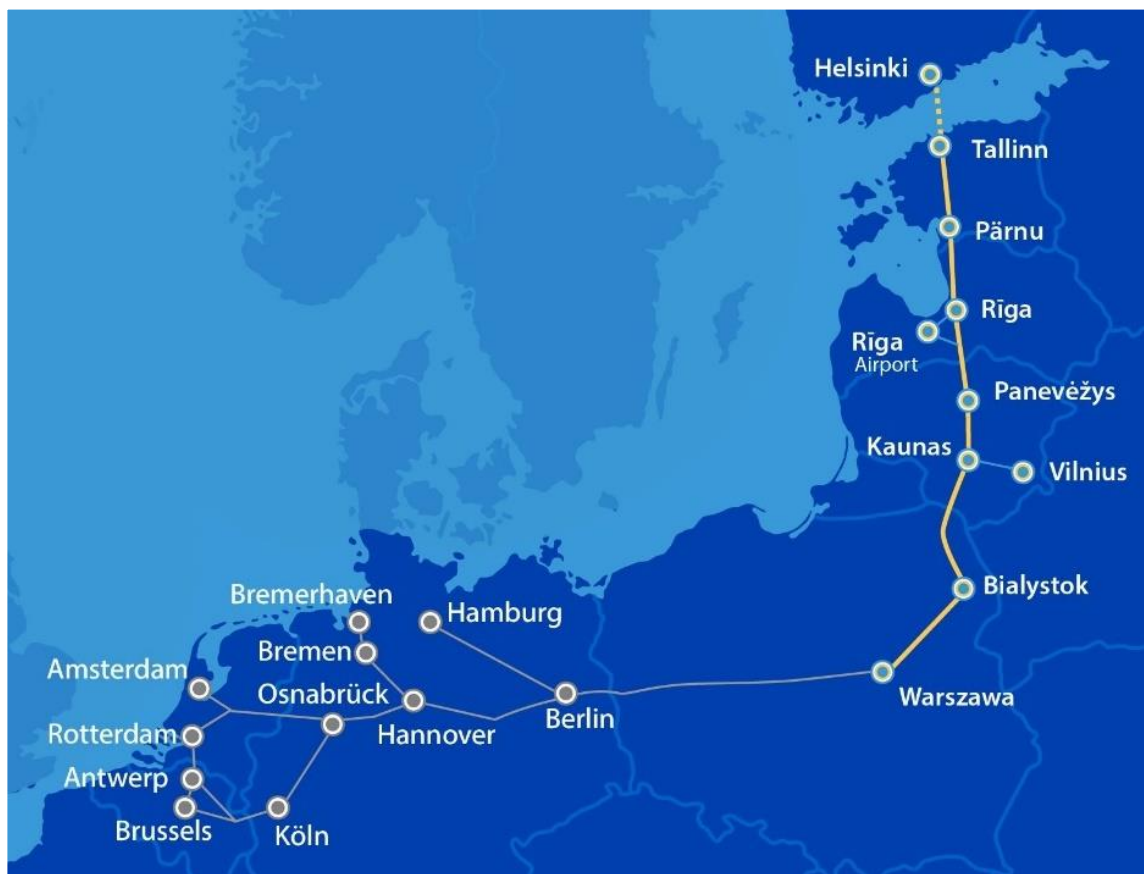 Helsinki
Tallinn
Pärnu
Rīga
Rīga
Airport
Panevėžys
Kaunas
Vilnius
Bialystok
Bremerhaven
Hamburg
Bremen
Amsterdam
Osnabrück
Warszawa
Berlin
Rotterdam
Hannover
Antwerp
Brussels
Köln